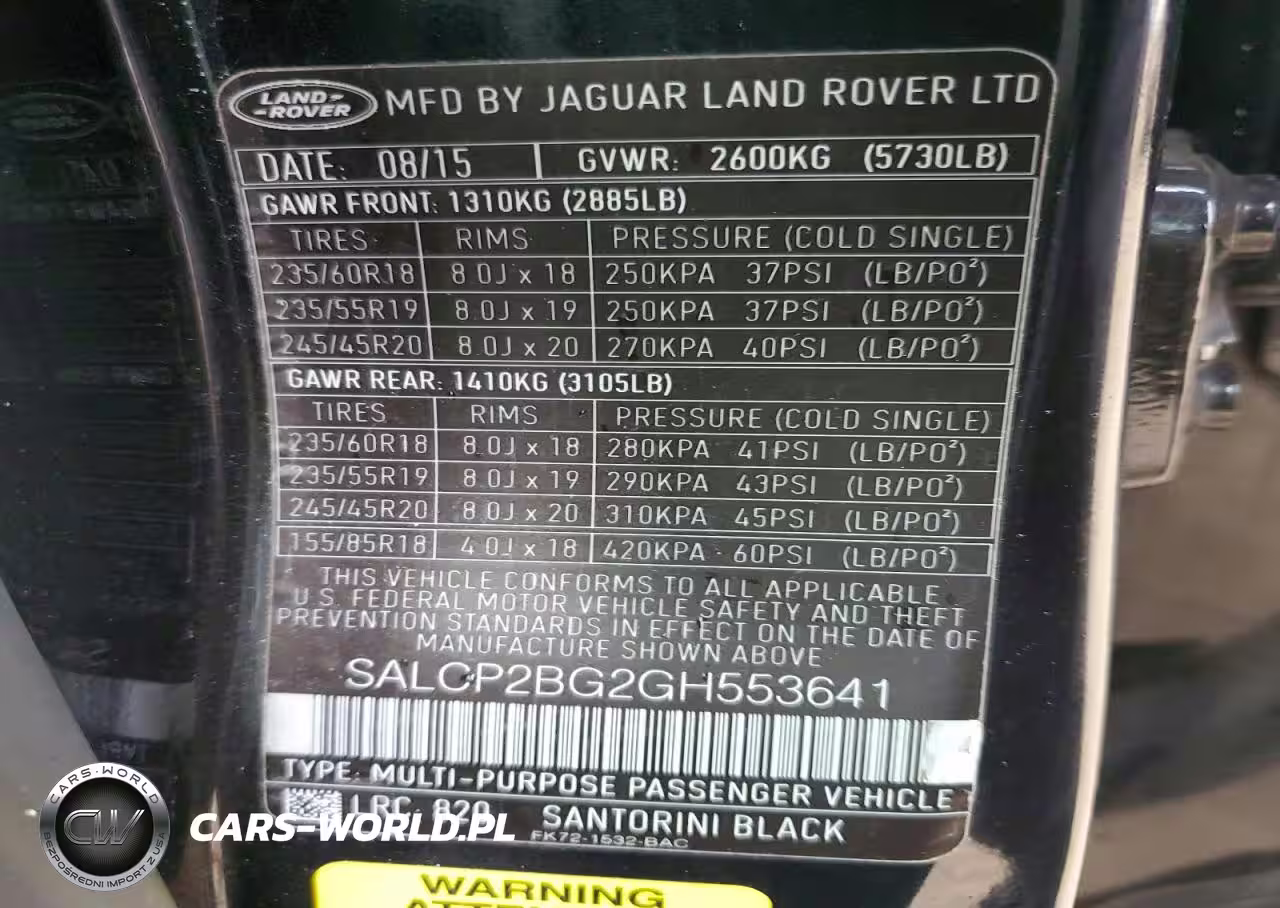 LAND-
-ROVER
MFD BY JAGUAR LAND ROVER LTD
DATE: 08/15 GVWR: 2600KG (5730LB)
GAWR FRONT: 1310KG (2885LB)
TIRES RIMS PRESSURE (COLD SINGLE)
235/60R18 8.0J x 18 250KPA 37PSI (LB/PO²)
235/55R19 8.0J x 19 250KPA 37PSI (LB/PO²)
245/45R20 8.0J x 20 270KPA 40PSI (LB/PO²)
GAWR REAR: 1410KG (3105LB)
TIRES RIMS PRESSURE (COLD SINGLE)
235/60R18 8.0J x 18 280KPA 41PSI (LB/PO²)
235/55R19 8.0J x 19 290KPA 43PSI (LB/PO²)
245/45R20 8.0J x 20 310KPA 45PSI (LB/PO²)
155/85R18 4.0J x 18 420KPA 60PSI (LB/PO²)
THIS VEHICLE CONFORMS TO ALL APPLICABLE
U.S. FEDERAL MOTOR VEHICLE SAFETY AND THEFT
PREVENTION STANDARDS IN EFFECT ON THE DATE OF
MANUFACTURE SHOWN ABOVE
SALCP2BG2GH553641
TYPE: MULTI-PURPOSE PASSENGER VEHICLE
LRC. 820 SANTORINI BLACK
FK72-1532-BAC
CARS-WORLD
CW
BEZPOŚREDNI IMPORT Z USA
CARS-WORLD.PL
WARNING